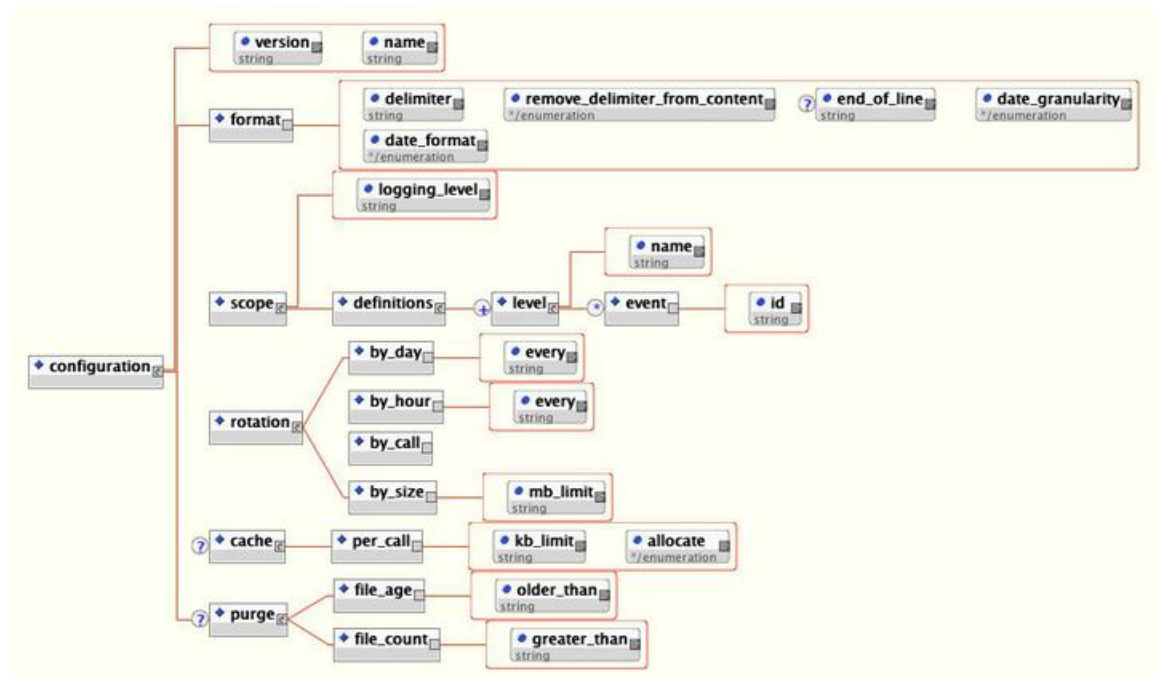 version name
string string
delimiter remove_delimiter_from_content ? end_of_line date_granularity
string */enumeration string */enumeration
format
date_format
*/enumeration
logging_level
string
name
string
scope definitions + level * event id
string
configuration
by_day every
string
by_hour every
string
rotation
by_call
by_size mb_limit
string
? cache per_call kb_limit allocate
string */enumeration
file_age older_than
string
? purge
file_count greater_than
string